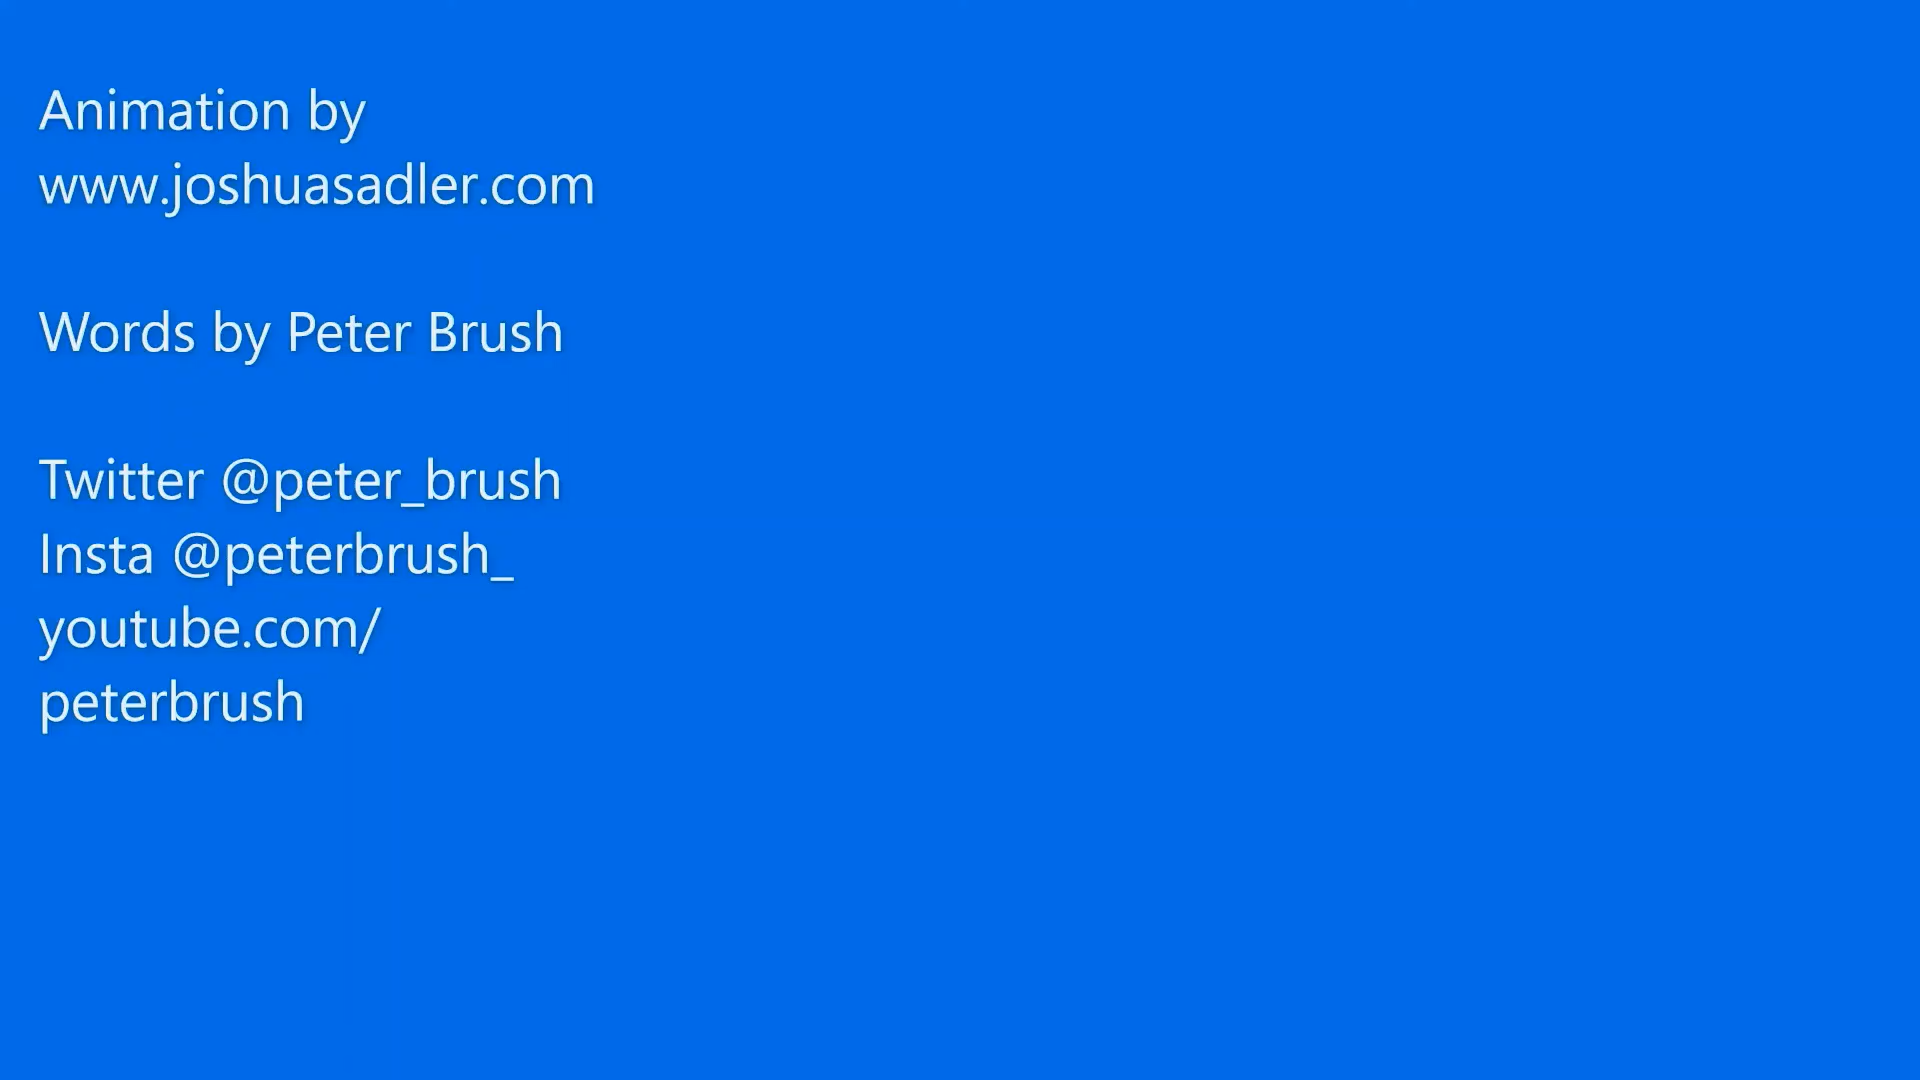 Animation by
www.joshuasadler.com
Words by Peter Brush
Twitter @peter_brush
Insta @peterbrush_
youtube.com/
peterbrush